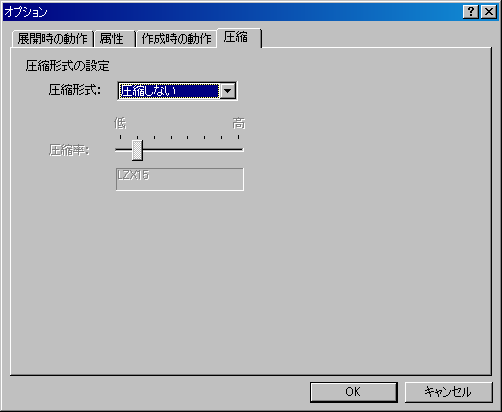 オプション
展開時の動作 属性 作成時の動作 圧縮
圧縮形式の設定
圧縮形式: 圧縮しない
低 高
圧縮率:
LZX15
OK キャンセル